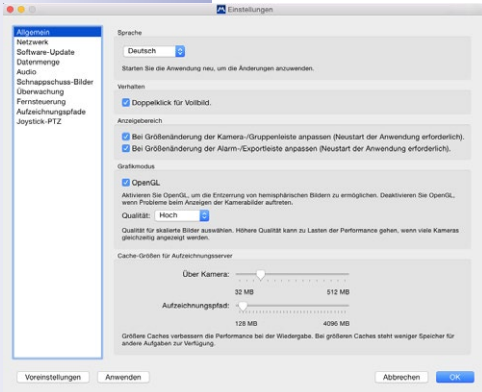 Einstellungen
Allgemein
Netzwerk
Software-Update
Datenmenge
Audio
Schnappschuss-Bilder
Überwachung
Fernsteuerung
Aufzeichnungspfade
Joystick-PTZ
Sprache
Deutsch
Starten Sie die Anwendung neu, um die Änderungen anzuwenden.
Verhalten
Doppelklick für Vollbild.
Anzeigebereich
Bei Größenänderung der Kamera-/Gruppenleiste anpassen (Neustart der Anwendung erforderlich).
Bei Größenänderung der Alarm-/Exportleiste anpassen (Neustart der Anwendung erforderlich).
Grafikmodus
OpenGL
Aktivieren Sie OpenGL, um die Entzerrung von hemisphärischen Bildern zu ermöglichen. Deaktivieren Sie OpenGL,
wenn Probleme beim Anzeigen der Kamerabilder auftreten.
Qualität: Hoch
Qualität für skalierte Bilder auswählen. Höhere Qualität kann zu Lasten der Performance gehen, wenn viele Kameras
gleichzeitig angezeigt werden.
Cache-Größen für Aufzeichnungsserver
Über Kamera:
32 MB 512 MB
Aufzeichnungspfad:
128 MB 4096 MB
Größere Caches verbessern die Performance bei der Wiedergabe. Bei größeren Caches steht weniger Speicher für
andere Aufgaben zur Verfügung.
Voreinstellungen Anwenden Abbrechen OK